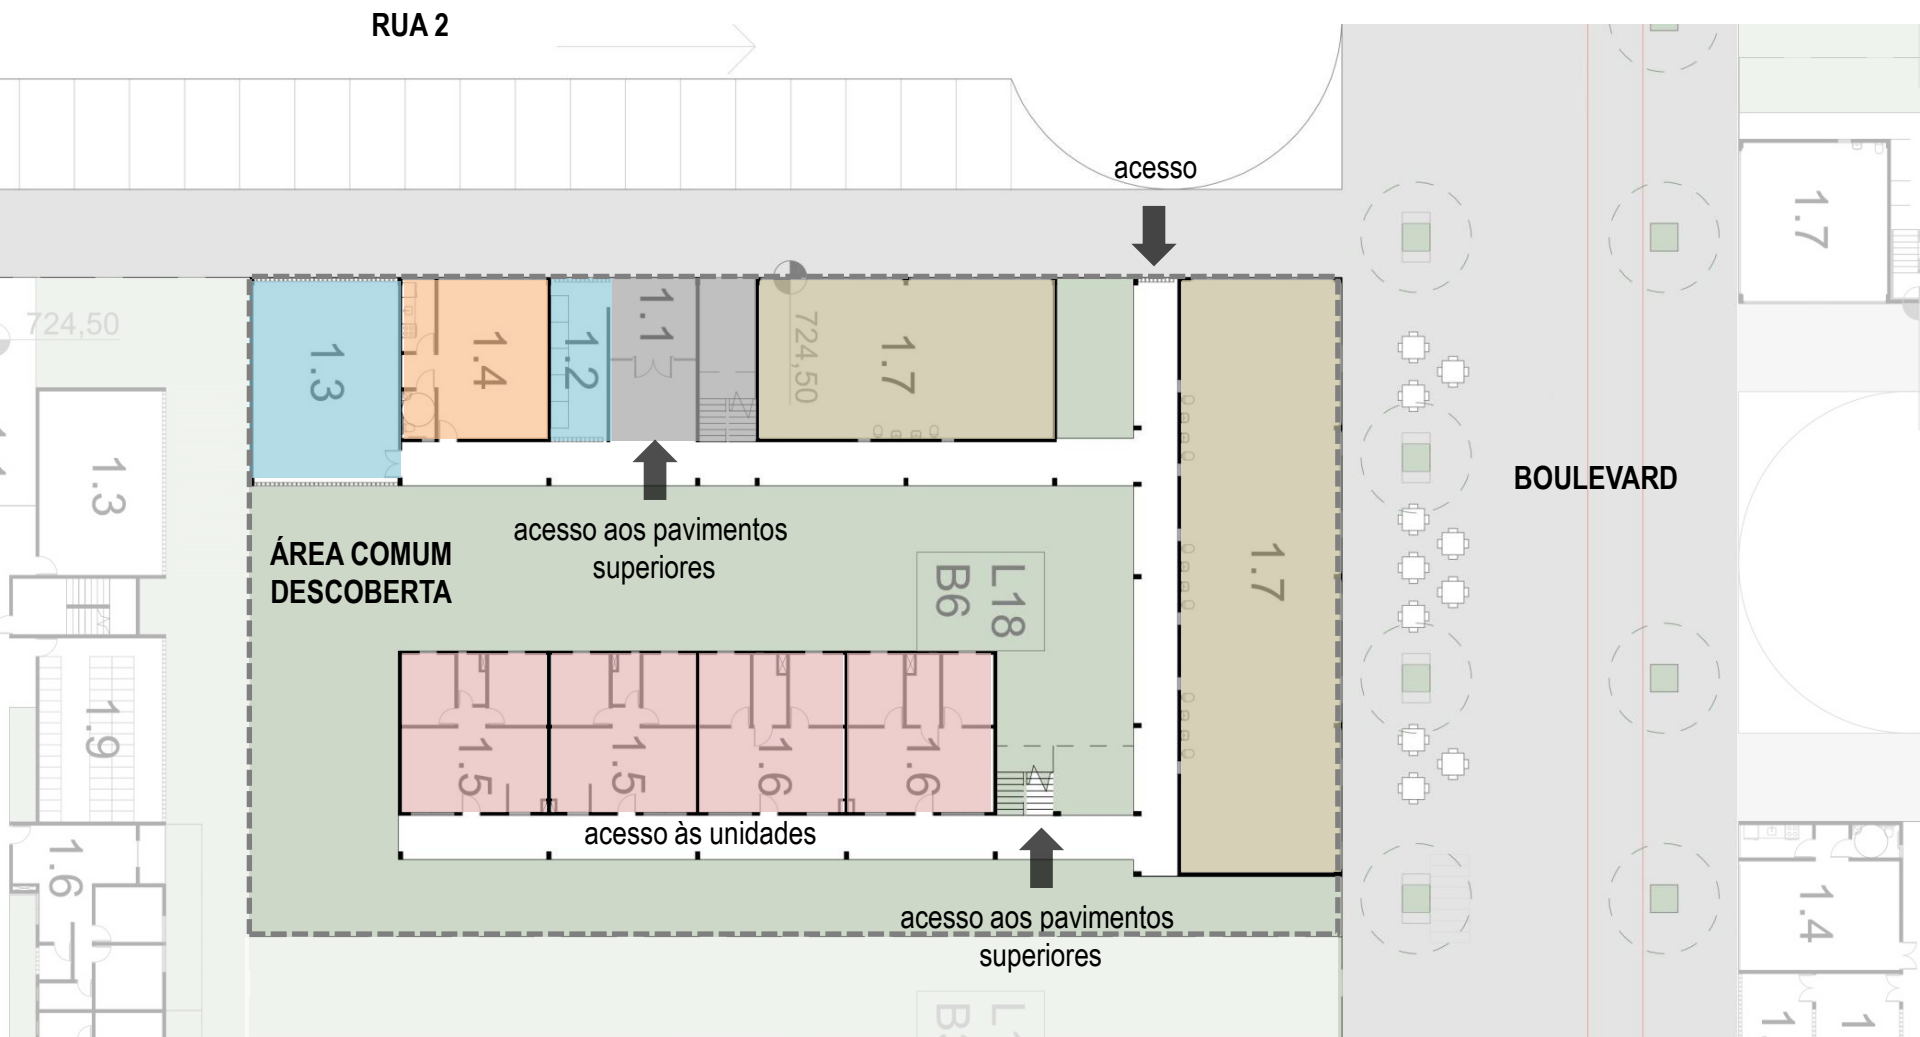 RUA 2
acesso
1.7
724,50
1.3
1.4
1.2
1.1
724,50
1.7
1.3
BOULEVARD
acesso aos pavimentos
superiores
ÁREA COMUM
DESCOBERTA
L18
B6
1.7
1.9
1.5
1.5
1.6
1.6
acesso às unidades
1.6
acesso aos pavimentos
superiores
1.4